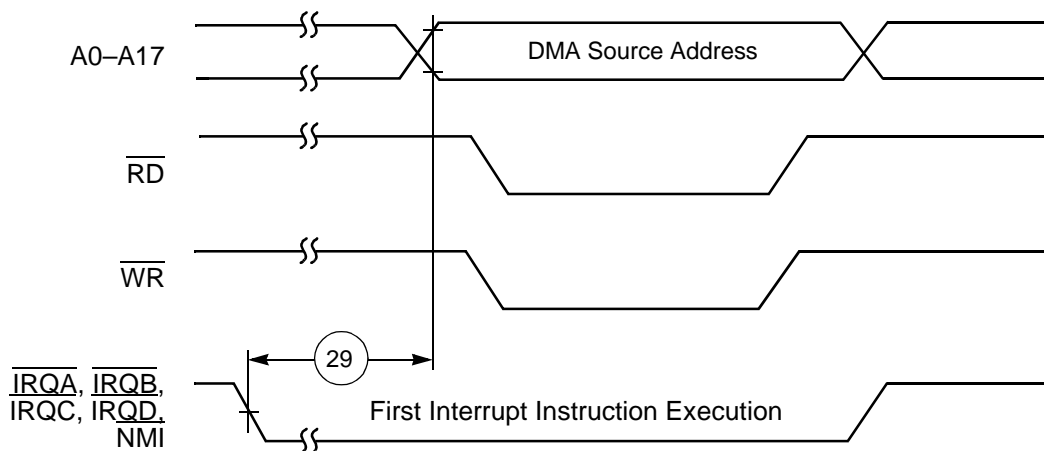 A0–A17
DMA Source Address
RD
WR
29
IRQA, IRQB,
IRQC, IRQD,
NMI
First Interrupt Instruction Execution